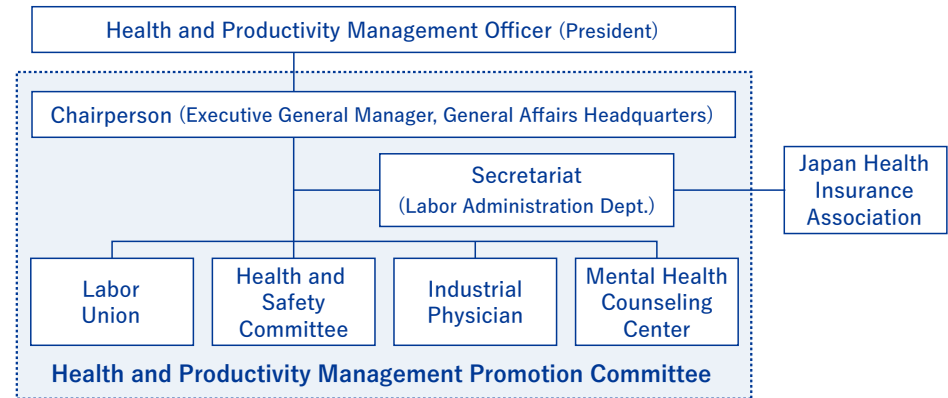 Health and Productivity Management Officer (President)
Chairperson (Executive General Manager, General Affairs Headquarters)
Secretariat
(Labor Administration Dept.)
Japan Health
Insurance
Association
Labor
Union
Health and
Safety
Committee
Industrial
Physician
Mental Health
Counseling
Center
Health and Productivity Management Promotion Committee